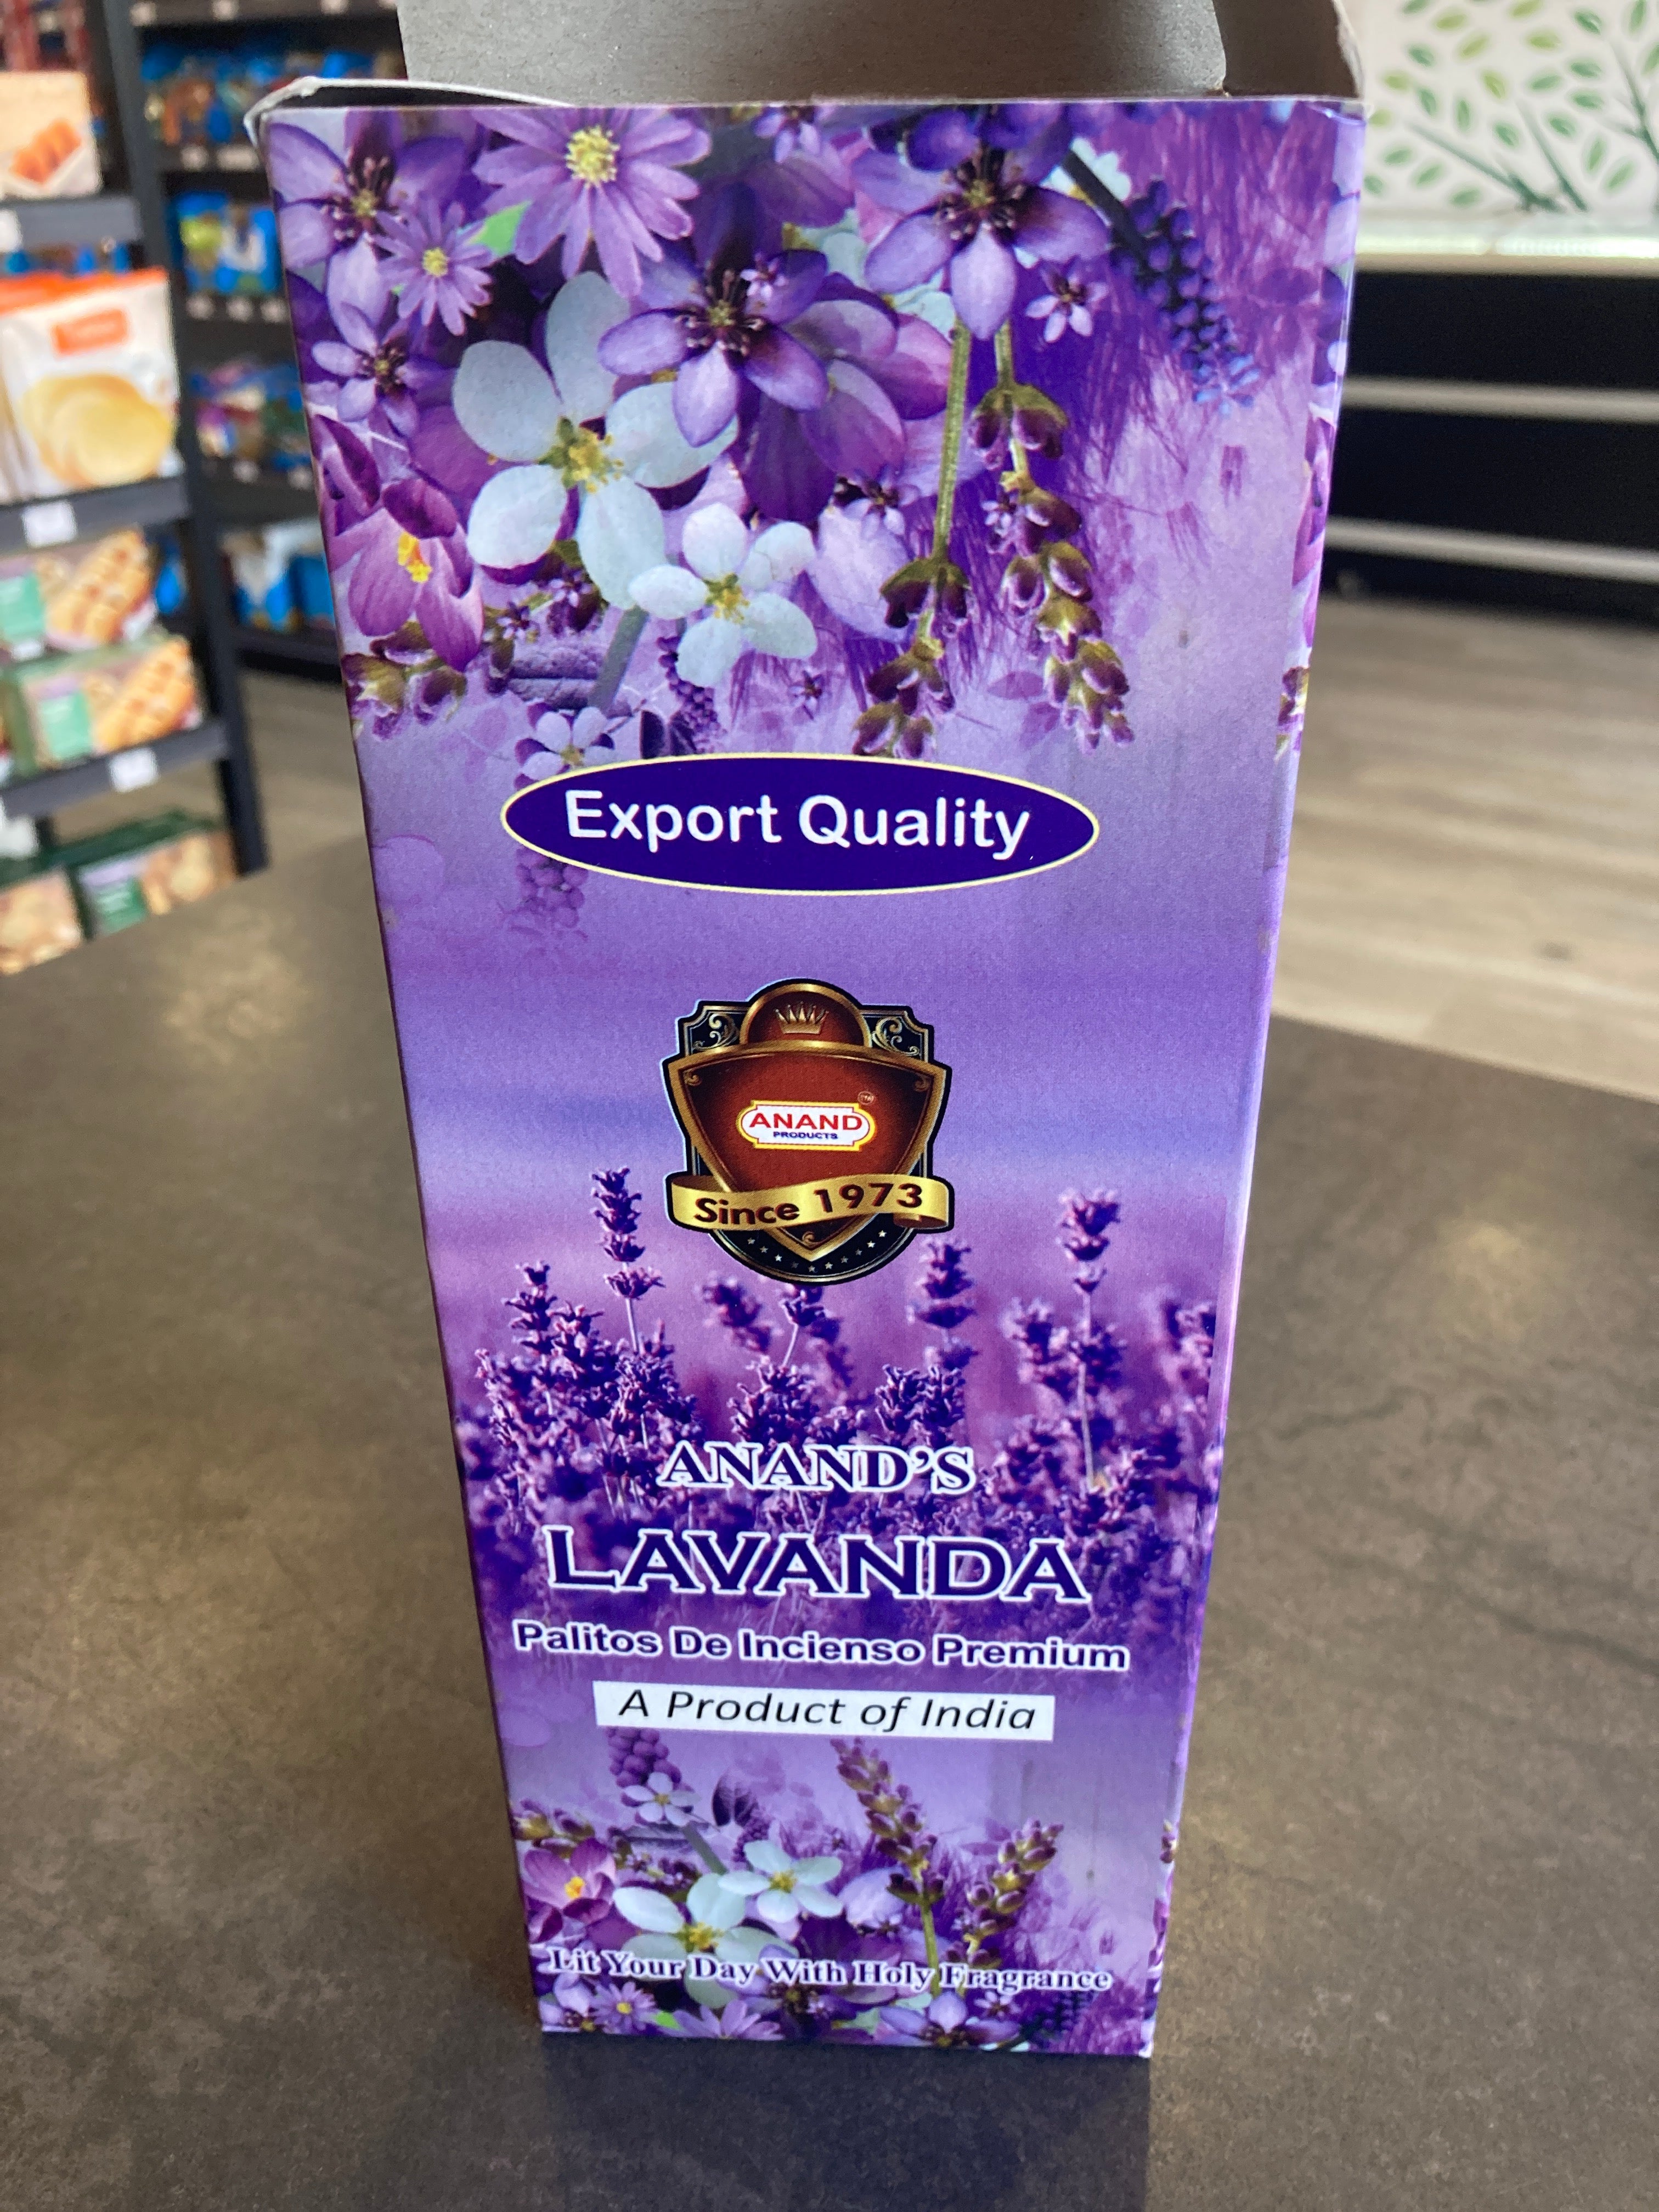 Export Quality
ANAND
TM
PRODUCTS
Since 1973
ANAND'S
LAVANDA
Palitos De Incienso Premium
A Product of India
Lit Your Day With Holy Fragrance